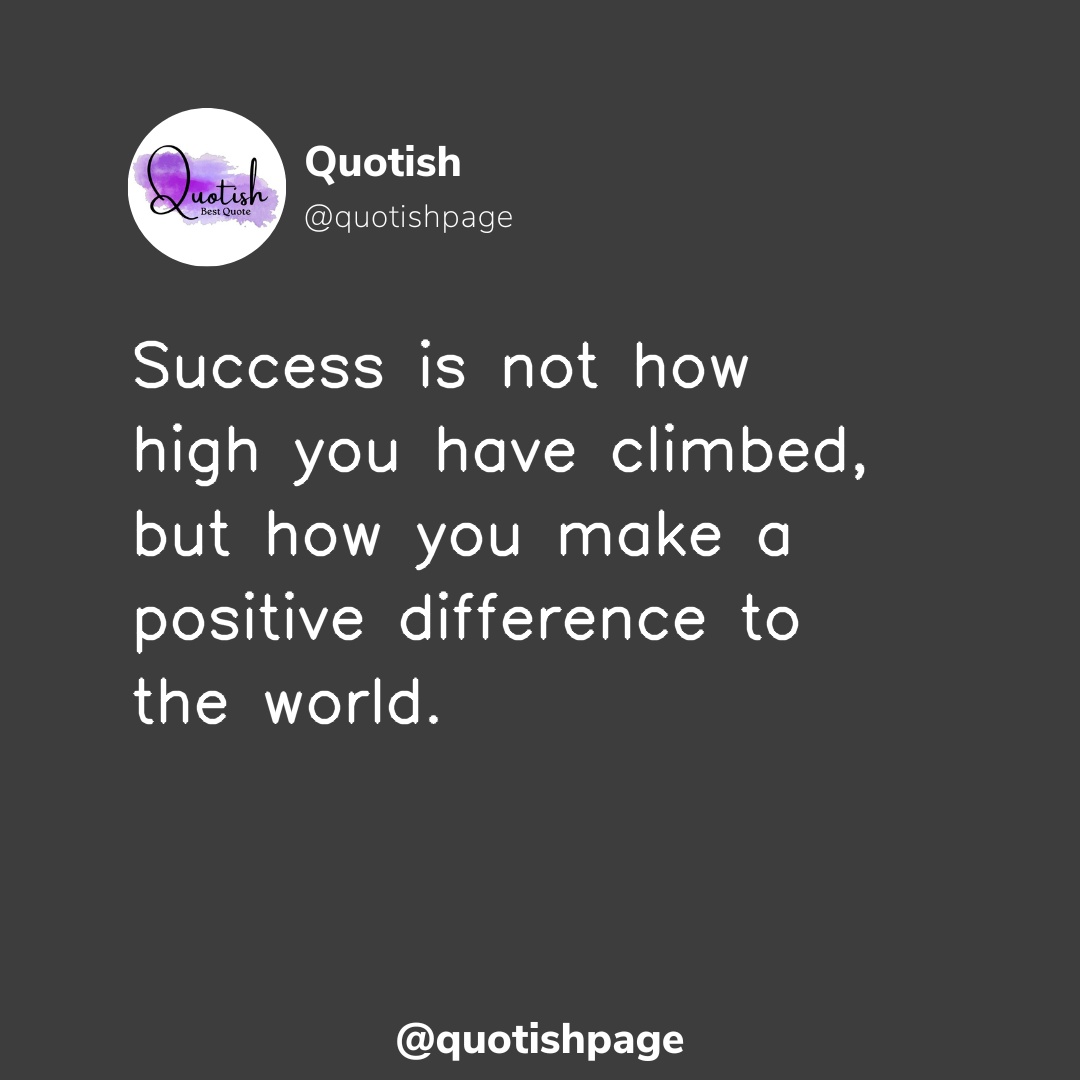 Quotish
Best Quote
Quotish
@quotishpage
Success is not how
high you have climbed,
but how you make a
positive difference to
the world.
@quotishpage